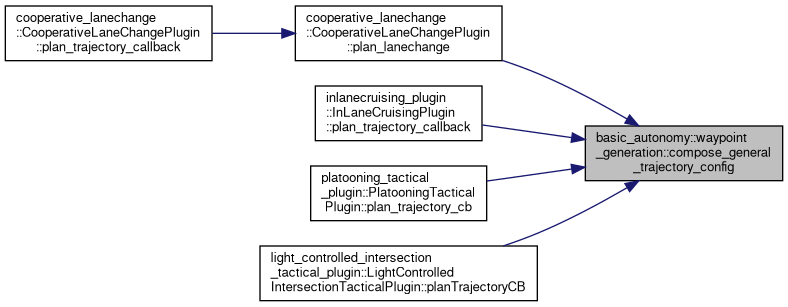 cooperative_lanechange
::CooperativeLaneChangePlugin
::plan_trajectory_callback
cooperative_lanechange
::CooperativeLaneChangePlugin
::plan_lanechange
inlanecruising_plugin
::InLaneCruisingPlugin
::plan_trajectory_callback
basic_autonomy::waypoint
_generation::compose_general
_trajectory_config
platooning_tactical
_plugin::PlatooningTactical
Plugin::plan_trajectory_cb
light_controlled_intersection
_tactical_plugin::LightControlled
IntersectionTacticalPlugin::planTrajectoryCB